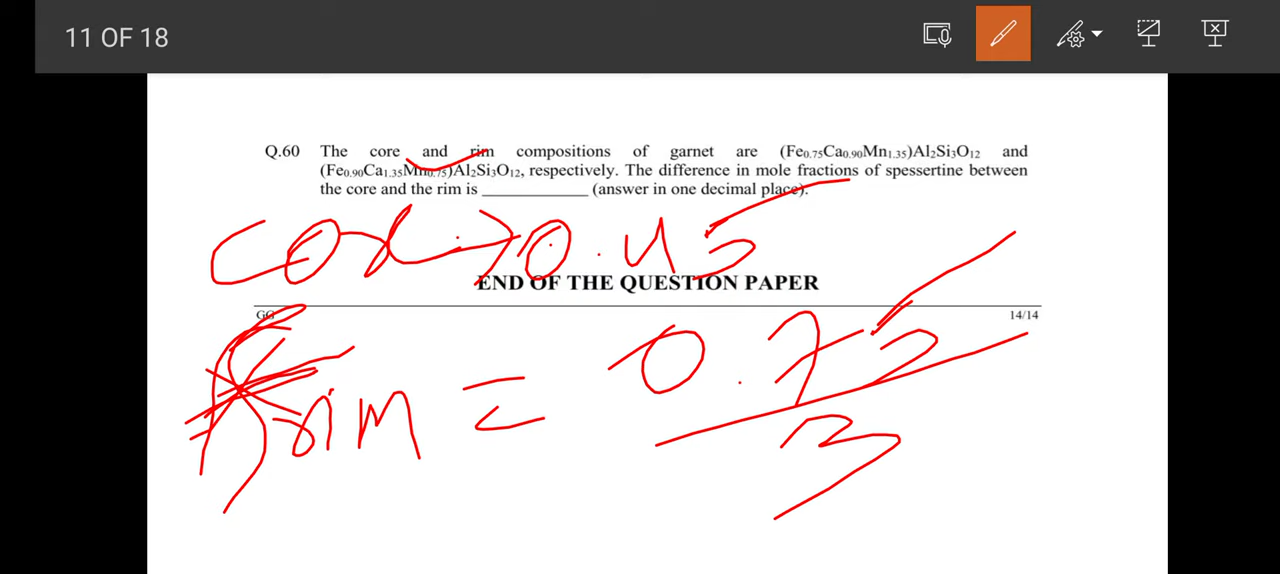 11 OF 18
Q.60 The core and rim compositions of garnet are (Fe0.75Ca0.90Mn1.35)Al2Si3O12 and
(Fe0.90Ca1.35Mn0.75)Al2Si3O12, respectively. The difference in mole fractions of spessertine between
the core and the rim is ____________ (answer in one decimal place).
→ 0.45
END OF THE QUESTION PAPER
GG 14/14
0.75
rim =
3